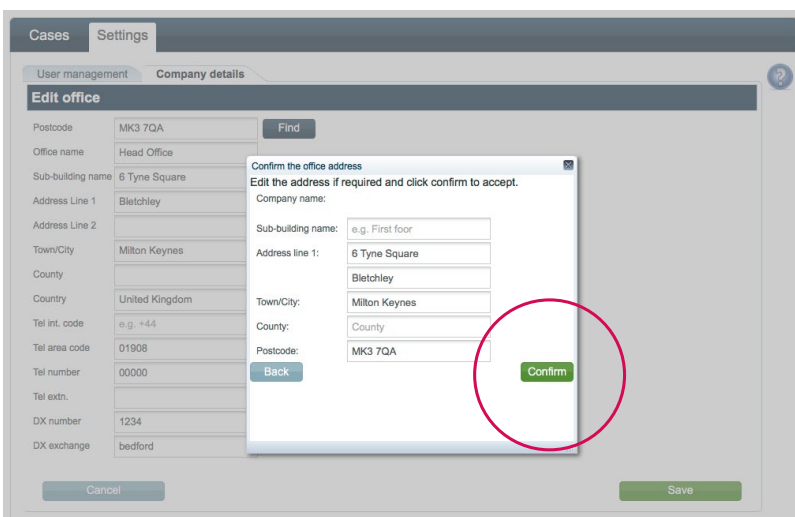 Cases Settings
User management Company details
?
Edit office
Postcode MK3 7QA Find
Office name Head Office
Sub-building name 6 Tyne Square
Address Line 1 Bletchley
Address Line 2
Town/City Milton Keynes
County
Country United Kingdom
Tel int. code e.g. +44
Tel area code 01908
Tel number 00000
Tel extn.
DX number 1234
DX exchange bedford
Cancel Save
Confirm the office address
Edit the address if required and click confirm to accept.
Company name:
Sub-building name: e.g. First foor
Address line 1: 6 Tyne Square
Bletchley
Town/City: Milton Keynes
County: County
Postcode: MK3 7QA
Back Confirm